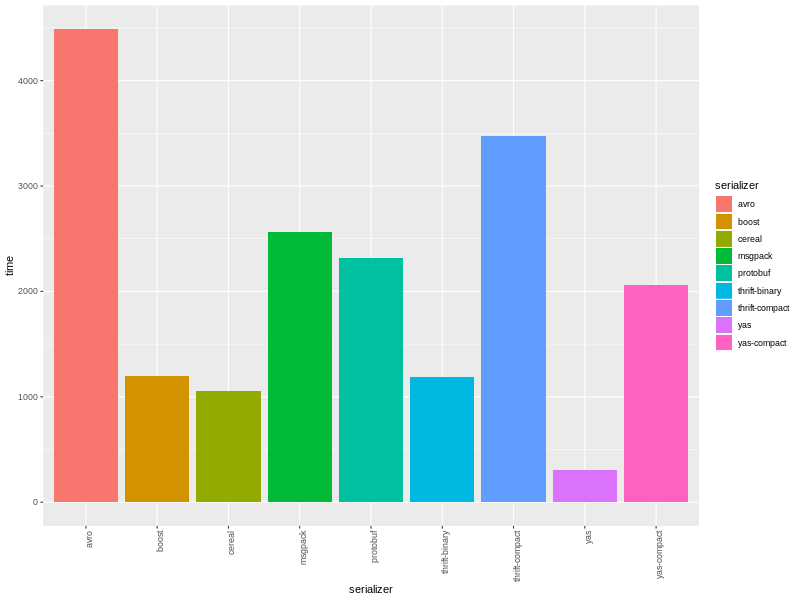 time
4000
3000
2000
1000
0
avro
boost
cereal
msgpack
protobuf
thrift-binary
thrift-compact
yas
yas-compact
serializer
serializer
avro
boost
cereal
msgpack
protobuf
thrift-binary
thrift-compact
yas
yas-compact